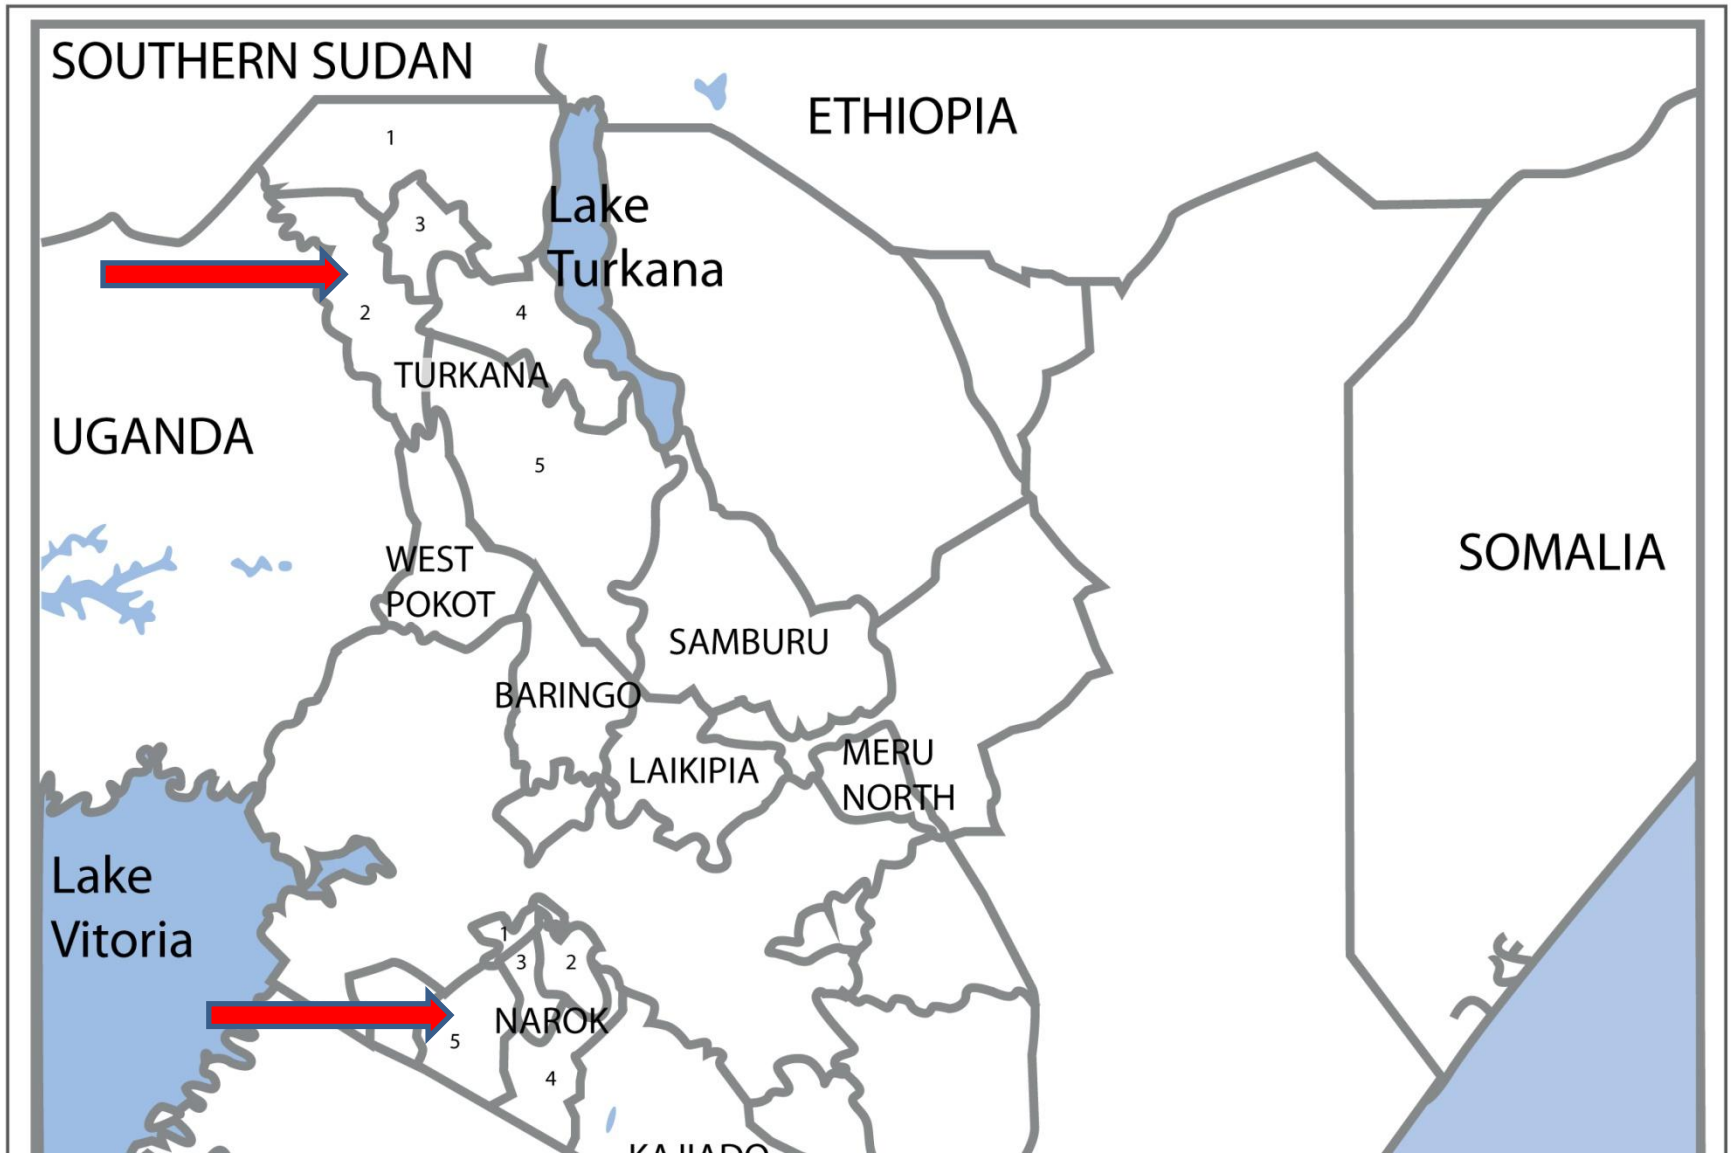 SOUTHERN SUDAN
ETHIOPIA
1
3
Lake
Turkana
2
4
TURKANA
UGANDA
5
SOMALIA
WEST
POKOT
SAMBURU
BARINGO
MERU
NORTH
LAIKIPIA
Lake
Vitoria
1
3
2
NAROK
5
4
KAJIADO